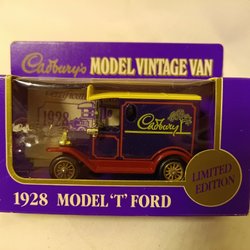 Cadbury's MODEL VINTAGE VAN
1928
Cadbury
LIMITED
EDITION
1928 MODEL 'T' FORD